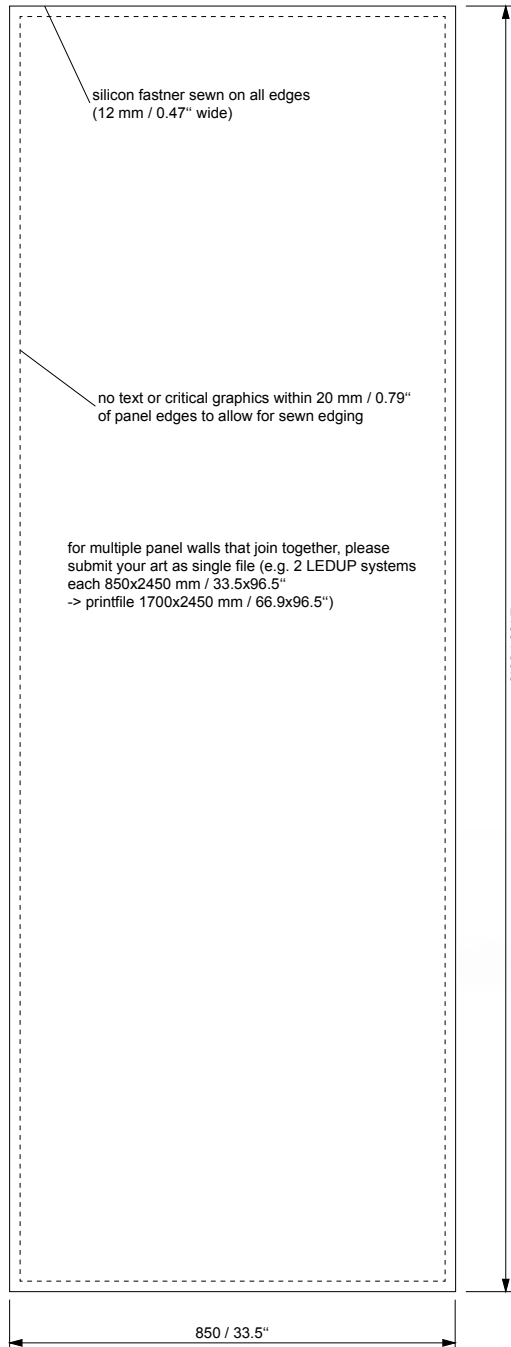 silicon fastner sewn on all edges
(12 mm / 0.47“ wide)
no text or critical graphics within 20 mm / 0.79“
of panel edges to allow for sewn edging
for multiple panel walls that join together, please
submit your art as single file (e.g. 2 LEDUP systems
each 850x2450 mm / 33.5x96.5“
-> printfile 1700x2450 mm / 66.9x96.5“)
850 / 33.5“